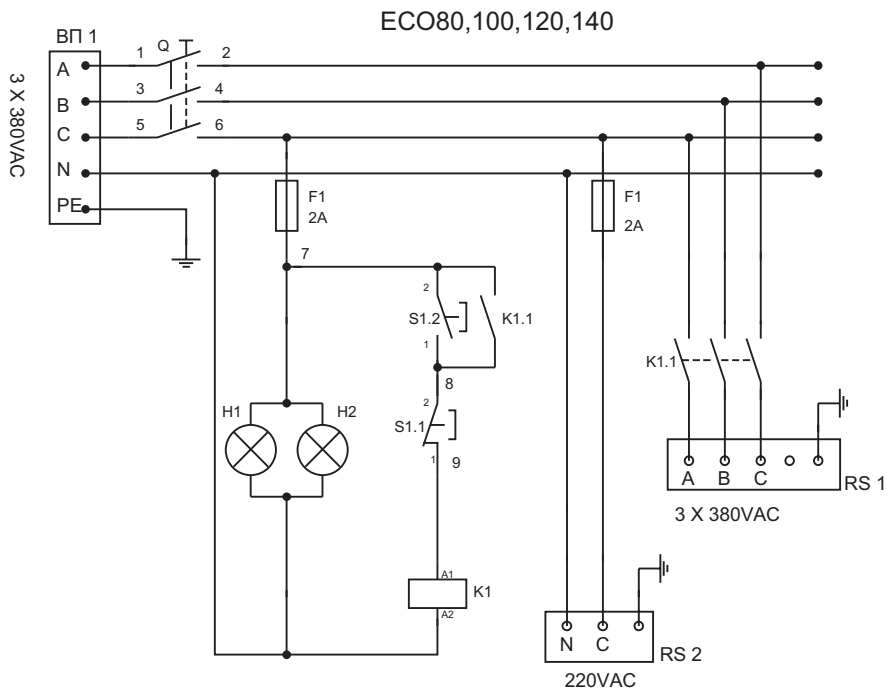 ECO80,100,120,140
ВП 1
3 X 380VAC
A
B
C
N
PE
Q
1
2
3
4
5
6
F1
2A
F1
2A
7
2
S1.2
1
K1.1
8
2
S1.1
1
9
H1
H2
K1.1
A
B
C
RS 1
3 X 380VAC
A1
K1
A2
N
C
RS 2
220VAC